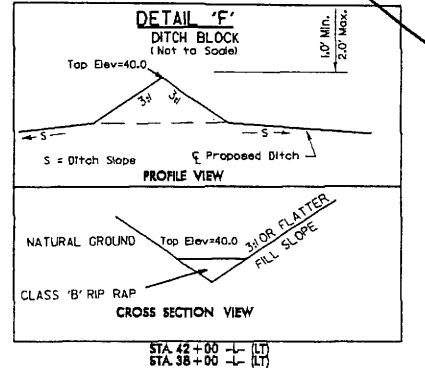 DETAIL 'F'
DITCH BLOCK
(Not to Scale)
1.0' Min.
2.0' Max.
Top Elev=40.0
3:1 3:1
S S
S = Ditch Slope
℄ Proposed Ditch
PROFILE VIEW
NATURAL GROUND
Top Elev=40.0
3:1 OR FLATTER
FILL SLOPE
CLASS 'B' RIP RAP
CROSS SECTION VIEW
STA. 42+00 -L- (LT)
STA. 38+00 -L- (LT)